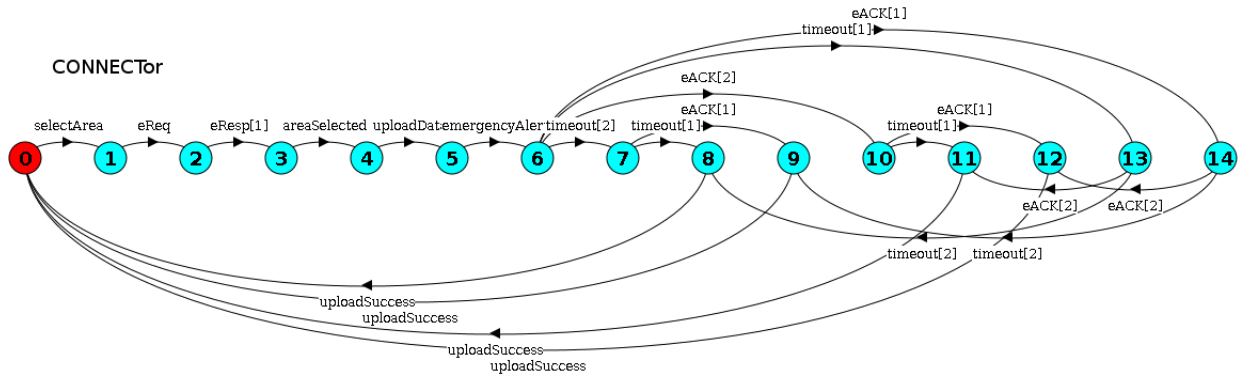 eACK[1]
timeout[1]
CONNECTor
eACK[2]
eACK[1]
eACK[1]
selectArea
eReq
eResp[1]
areaSelected
uploadDat
emergencyAler
timeout[2]
timeout[1]
timeout[1]
0
1
2
3
4
5
6
7
8
9
10
11
12
13
14
eACK[2]
eACK[2]
timeout[2]
timeout[2]
uploadSuccess
uploadSuccess
uploadSuccess
uploadSuccess